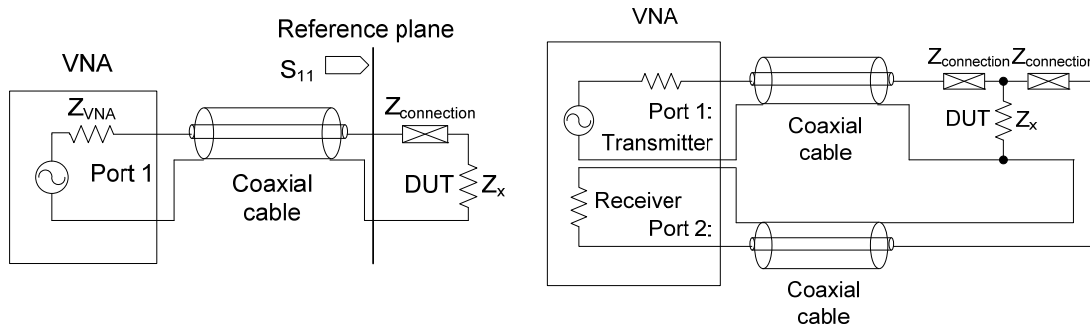 Reference plane
S11
VNA
ZVNA
Port 1
Coaxial
cable
Zconnection
DUT
Zx
VNA
Port 1:
Transmitter
Receiver
Port 2:
Coaxial
cable
Zconnection Zconnection
DUT
Zx
Coaxial
cable